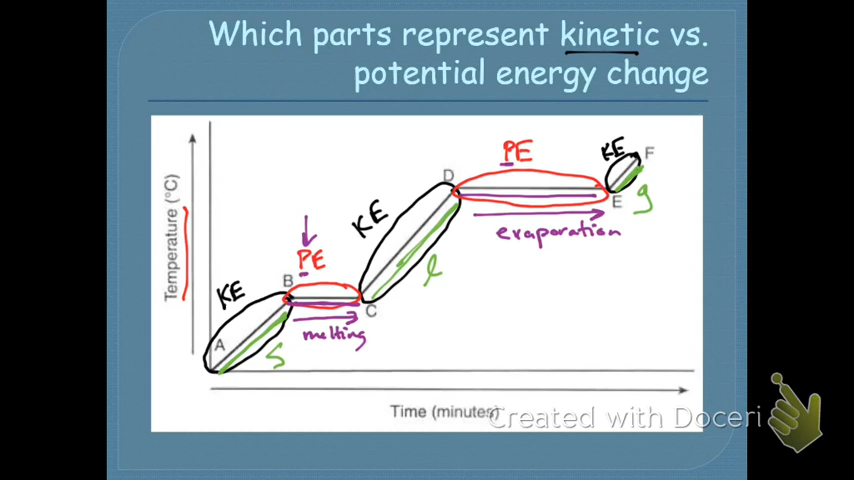 Which parts represent kinetic vs.
potential energy change
Temperature (°C)
KE
A
S
B
PE
melting
C
KE
l
D
PE
evaporation
KE
F
E
g
Time (minutes)
Created with Doceri